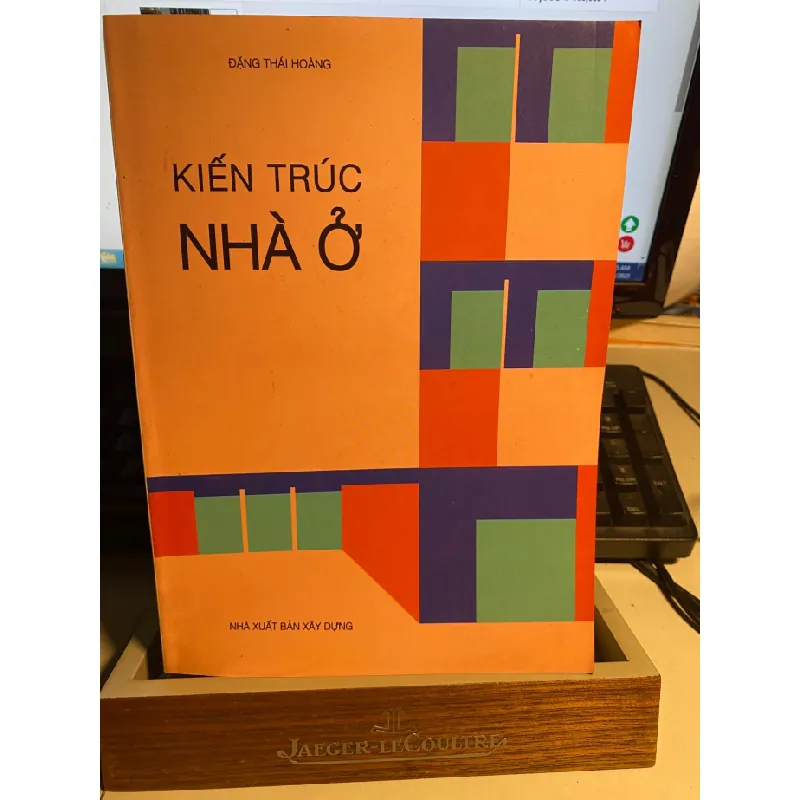 ĐẶNG THÁI HOÀNG
KIẾN TRÚC
NHÀ Ở
NHÀ XUẤT BẢN XÂY DỰNG
JAEGER-LECOULTRE